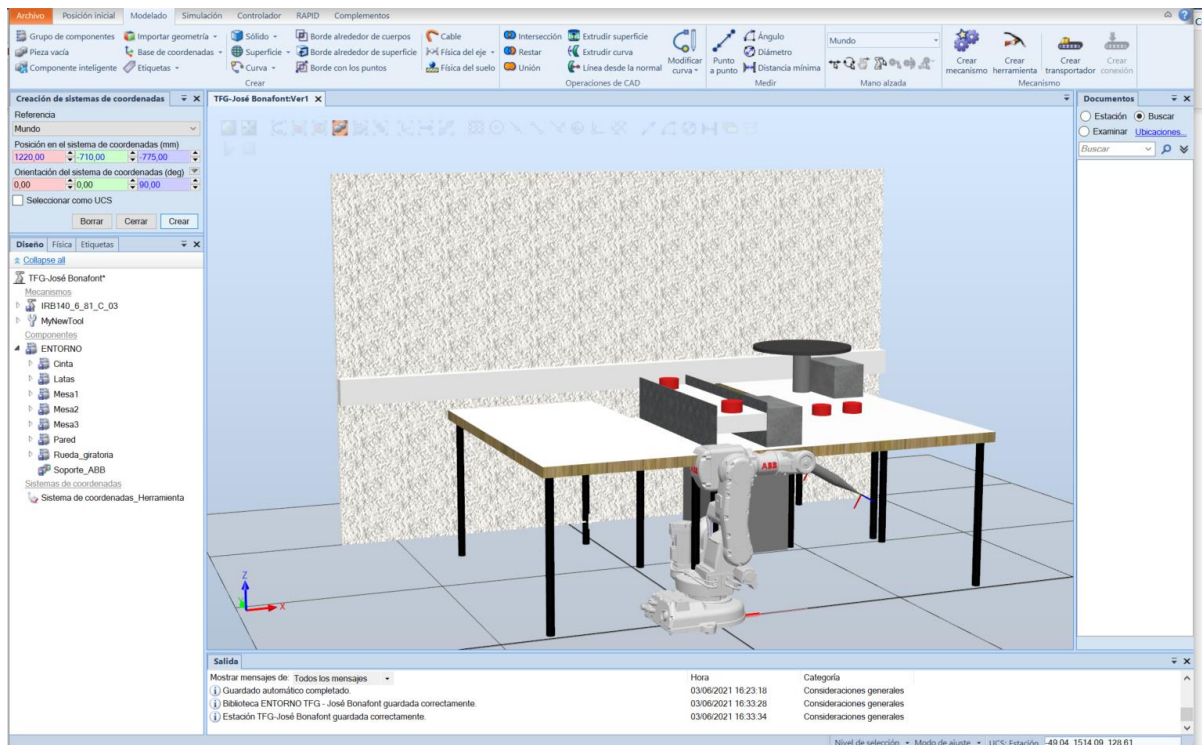 Archivo Posición inicial Modelado Simulación Controlador RAPID Complementos
Grupo de componentes Importar geometría Sólido Borde alrededor de cuerpos Cable Intersección Extrudir superficie Ángulo Mundo
Pieza vacía Base de coordenadas Superficie Borde alrededor de superficie Física del eje Restar Extrudir curva Diámetro
Componente inteligente Etiquetas Curva Borde con los puntos Física del suelo Unión Línea desde la normal Modificar curva Punto a punto Distancia mínima Crear mecanismo Crear herramienta Crear transportador Crear conexión
Crear Operaciones de CAD Medir Mano alzada Mecanismo
Creación de sistemas de coordenadas
Referencia
Mundo
Posición en el sistema de coordenadas (mm)
1220,00 -710,00 -775,00
Orientación del sistema de coordenadas (deg)
0,00 0,00 90,00
Seleccionar como UCS
Borrar Cerrar Crear
Diseño Física Etiquetas
Collapse all
TFG-José Bonafont*
Mecanismos
IRB140_6_81_C_03
MyNewTool
Componentes
ENTORNO
Cinta
Latas
Mesa1
Mesa2
Mesa3
Pared
Rueda_giratoria
Soporte_ABB
Sistemas de coordenadas
Sistema de coordenadas_Herramienta
TFG-José Bonafont:Ver1 X
ABB
Z
X
Documentos
Estación Buscar
Examinar Ubicaciones...
Buscar
Salida
Mostrar mensajes de: Todos los mensajes Hora Categoría
Guardado automático completado. 03/06/2021 16:23:18 Consideraciones generales
Biblioteca ENTORNO TFG - José Bonafont guardada correctamente. 03/06/2021 16:33:28 Consideraciones generales
Estación TFG-José Bonafont guardada correctamente. 03/06/2021 16:33:34 Consideraciones generales
Nivel de selección Modo de ajuste UCS: Estación -49.04 1514.09 128.61